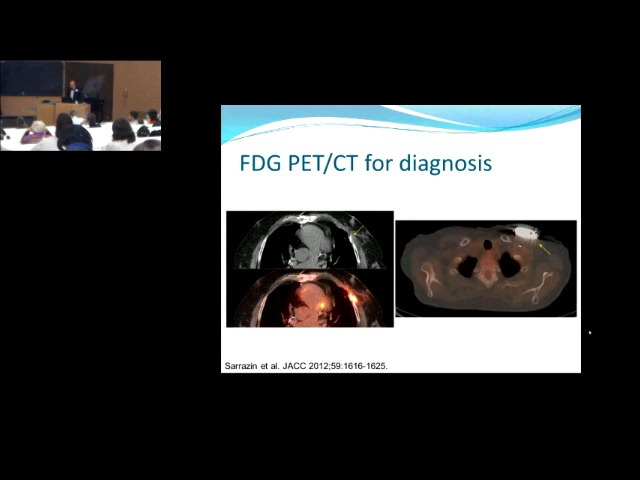 FDG PET/CT for diagnosis
Sarrazin et al. JACC 2012;59:1616-1625.